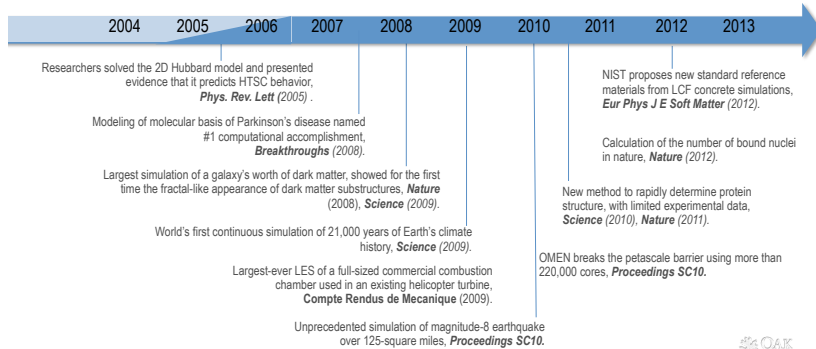 2004 2005 2006 2007 2008 2009 2010 2011 2012 2013
Researchers solved the 2D Hubbard model and presented
evidence that it predicts HTSC behavior,
Phys. Rev. Lett (2005) .
Modeling of molecular basis of Parkinson's disease named
#1 computational accomplishment,
Breakthroughs (2008).
Largest simulation of a galaxy's worth of dark matter, showed for the first
time the fractal-like appearance of dark matter substructures, Nature
(2008), Science (2009).
World's first continuous simulation of 21,000 years of Earth's climate
history, Science (2009).
Largest-ever LES of a full-sized commercial combustion
chamber used in an existing helicopter turbine,
Compte Rendus de Mecanique (2009).
Unprecedented simulation of magnitude-8 earthquake
over 125-square miles, Proceedings SC10.
NIST proposes new standard reference
materials from LCF concrete simulations,
Eur Phys J E Soft Matter (2012).
Calculation of the number of bound nuclei
in nature, Nature (2012).
New method to rapidly determine protein
structure, with limited experimental data,
Science (2010), Nature (2011).
OMEN breaks the petascale barrier using more than
220,000 cores, Proceedings SC10.
OAK